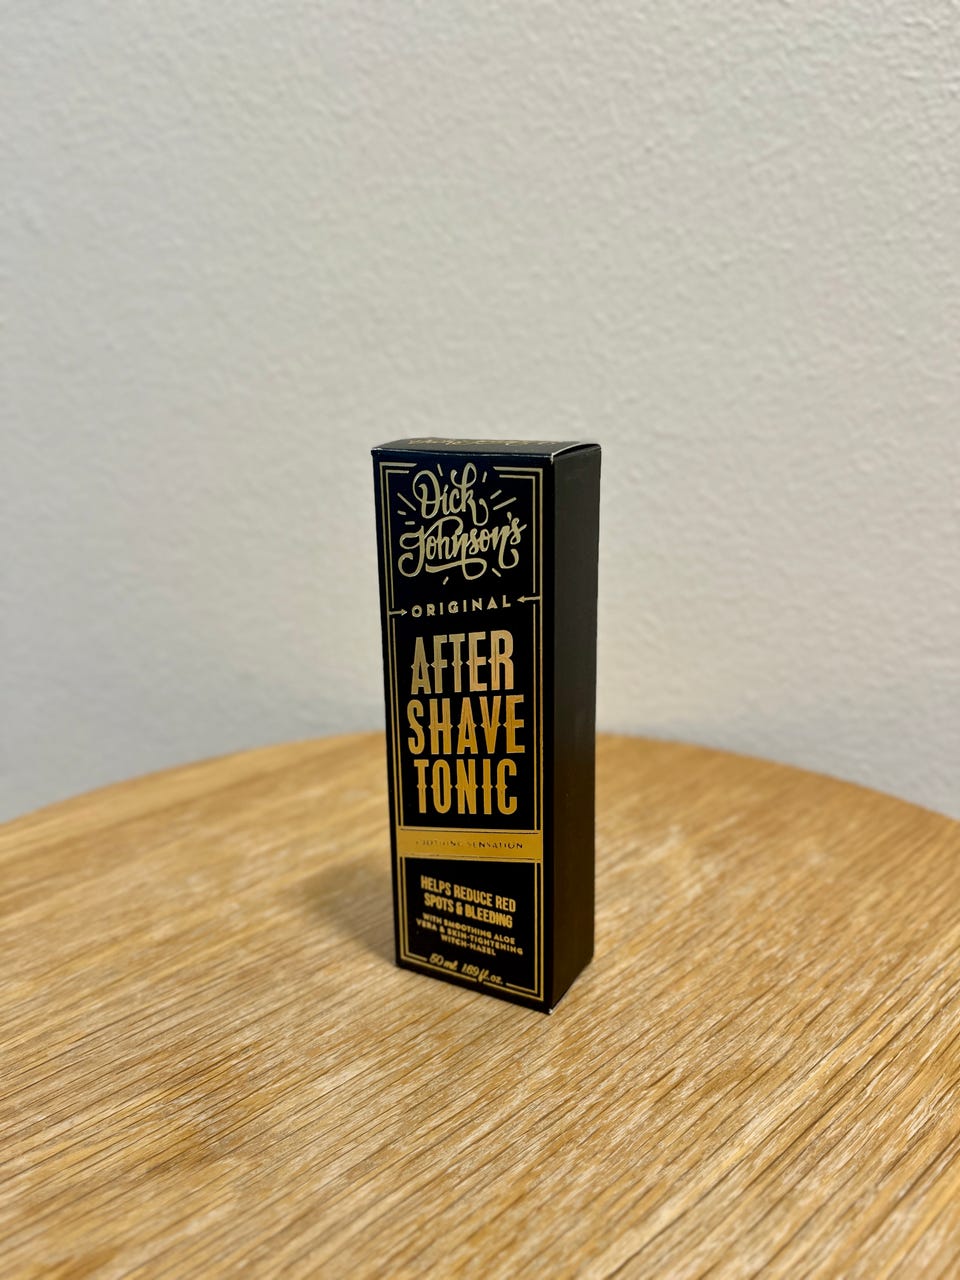 Dick
Johnson's
ORIGINAL
AFTER
SHAVE
TONIC
SOOTHING SENSATION
HELPS REDUCE RED
SPOTS & BLEEDING
WITH SMOOTHING ALOE
VERA & SKIN-TIGHTENING
WITCH-HAZEL
50 ml. 1.69 fl. oz.